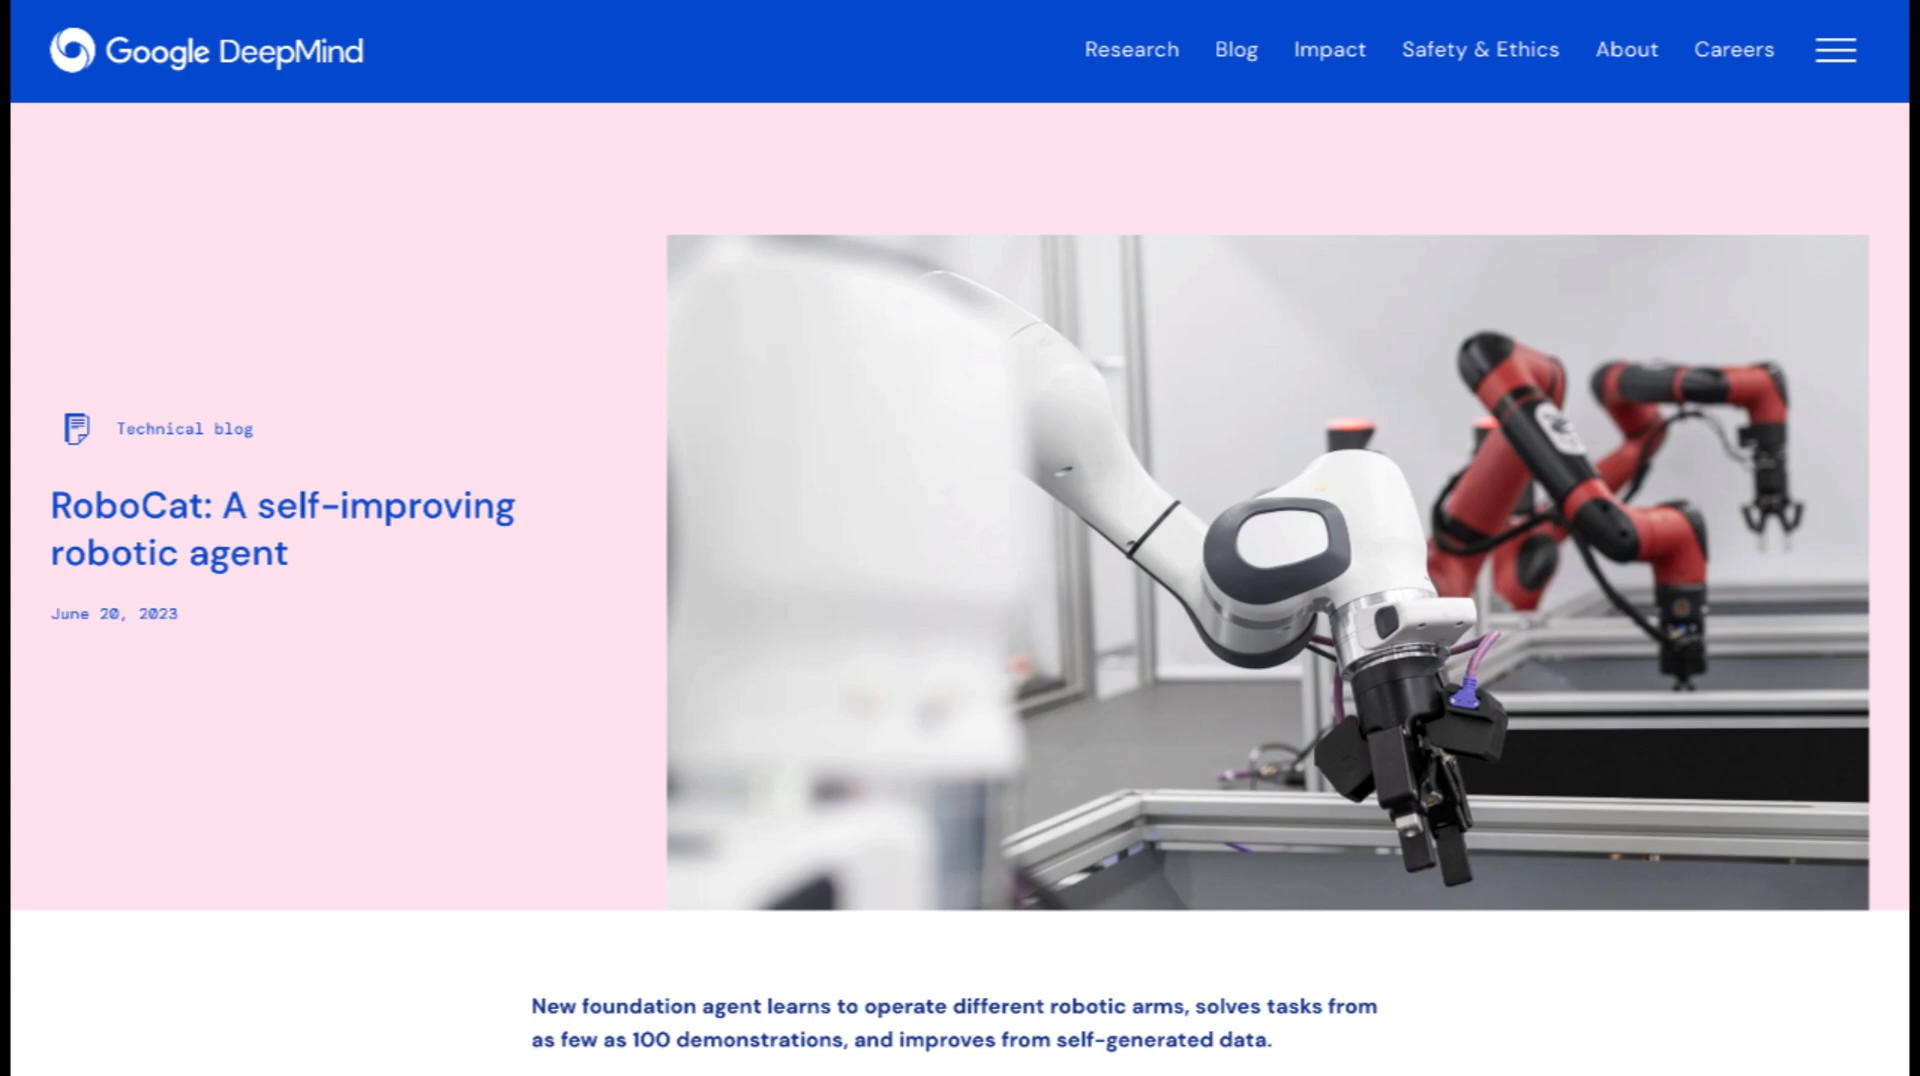 Google DeepMind
Research Blog Impact Safety & Ethics About Careers
Technical blog
RoboCat: A self-improving
robotic agent
June 20, 2023
New foundation agent learns to operate different robotic arms, solves tasks from
as few as 100 demonstrations, and improves from self-generated data.